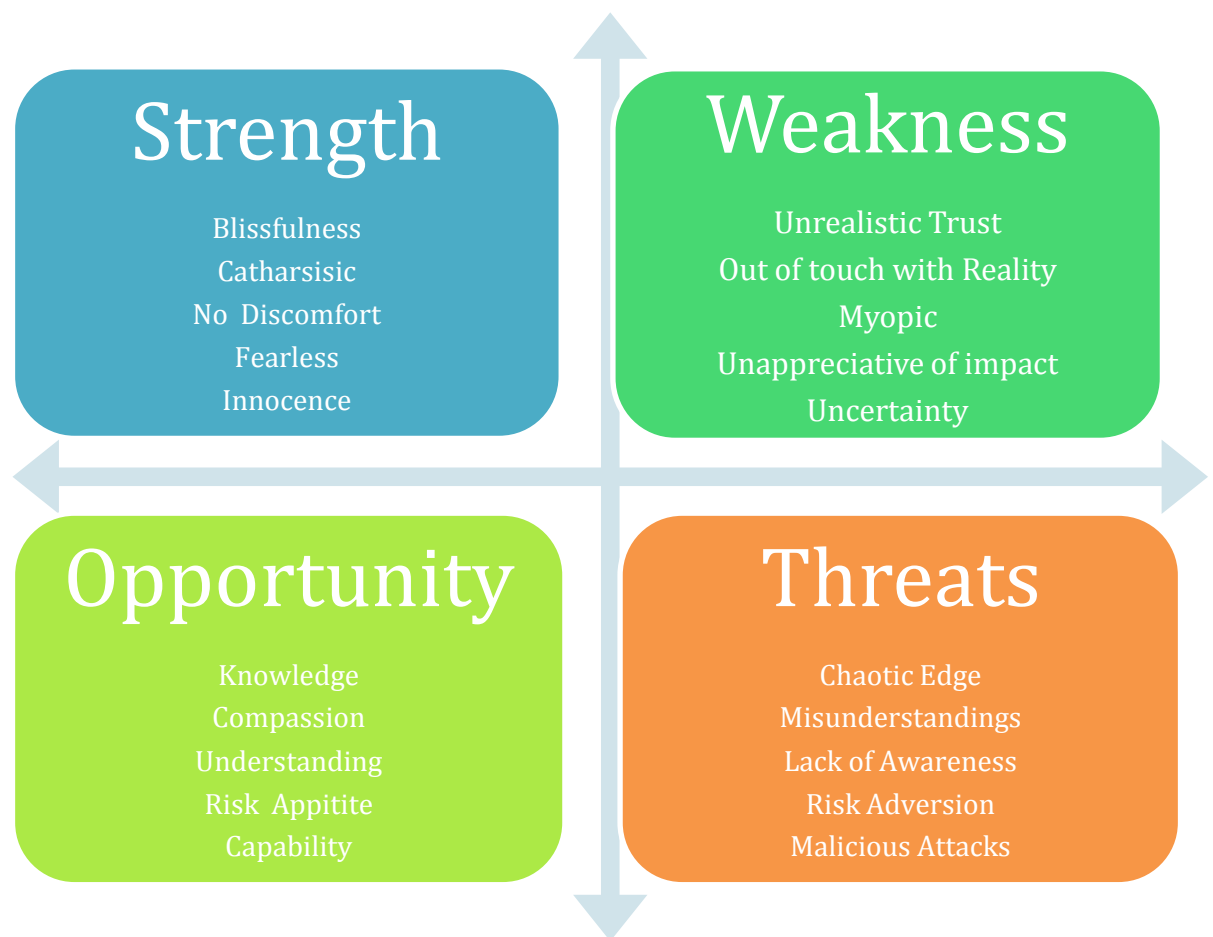 Strength
Blissfulness
Catharsisic
No  Discomfort
Fearless
Innocence
Weakness
Unrealistic Trust
Out of touch with Reality
Myopic
Unappreciative of impact
Uncertainty
Opportunity
Knowledge
Compassion
Understanding
Risk  Appitite
Capability
Threats
Chaotic Edge
Misunderstandings
Lack of Awareness
Risk Adversion
Malicious Attacks